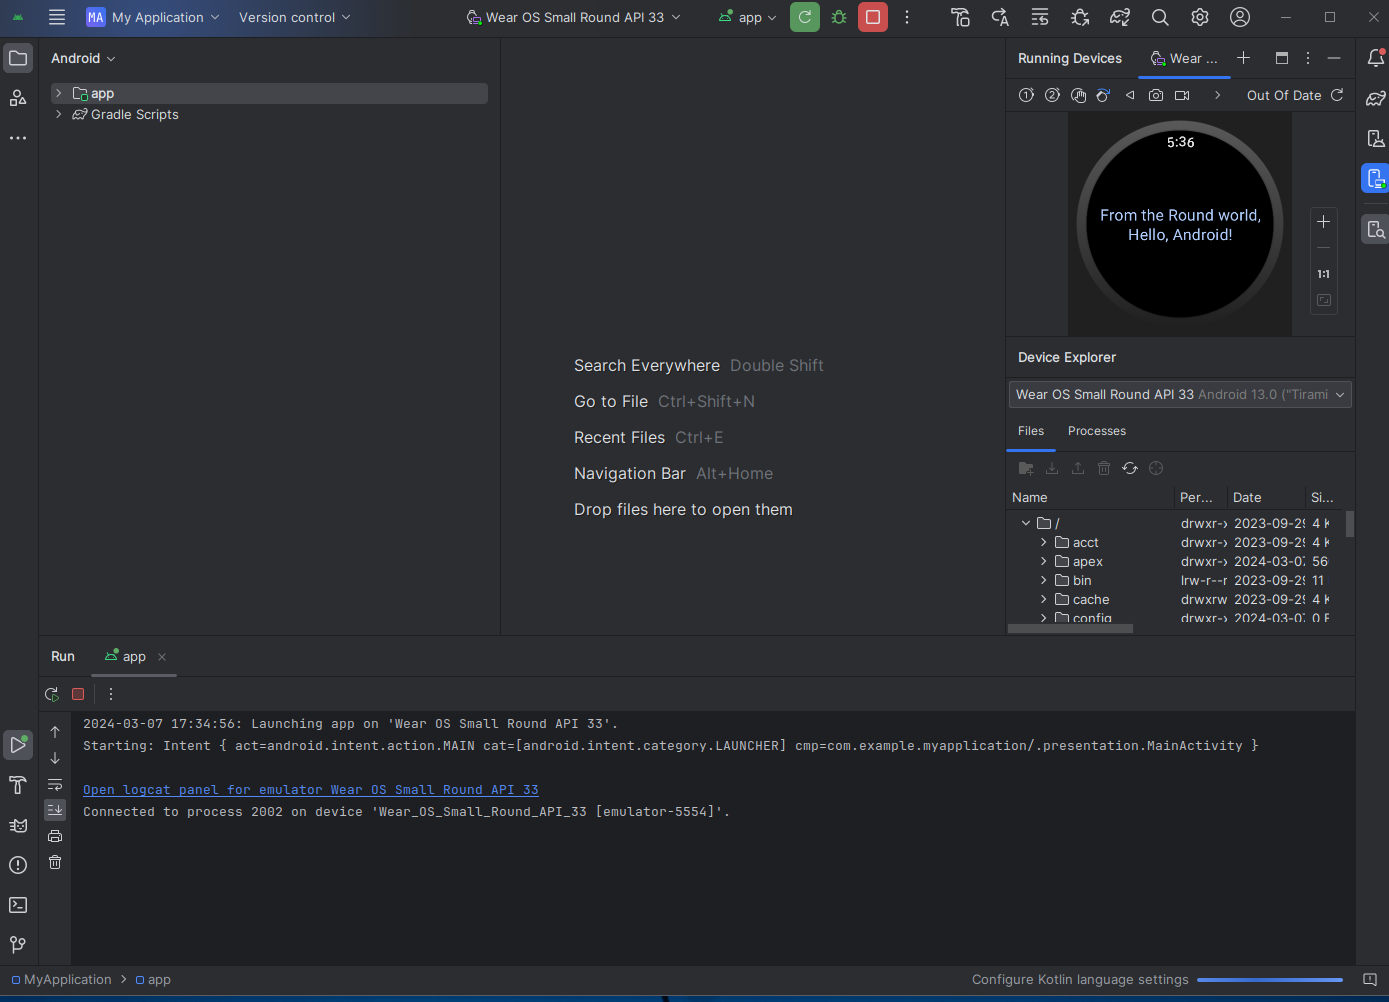 MA My Application Version control Wear OS Small Round API 33 app
Android
app
Gradle Scripts
Search Everywhere Double Shift
Go to File Ctrl+Shift+N
Recent Files Ctrl+E
Navigation Bar Alt+Home
Drop files here to open them
Running Devices Wear ...
1 2 Out Of Date
5:36
From the Round world,
Hello, Android!
1:1
Device Explorer
Wear OS Small Round API 33 Android 13.0 ("Tirami
Files Processes
Name Per... Date Si...
/ drwxr-x 2023-09-29 4 K
acct drwxr-x 2023-09-29 4 K
apex drwxr-x 2024-03-07 56
bin lrw-r--r 2023-09-29 11
cache drwxrw 2023-09-29 4 K
config drwxr-x 2024-03-07 0 B
Run app
2024-03-07 17:34:56: Launching app on 'Wear OS Small Round API 33'.
Starting: Intent { act=android.intent.action.MAIN cat=[android.intent.category.LAUNCHER] cmp=com.example.myapplication/.presentation.MainActivity }
Open logcat panel for emulator Wear OS Small Round API 33
Connected to process 2002 on device 'Wear_OS_Small_Round_API_33 [emulator-5554]'.
MyApplication > app
Configure Kotlin language settings